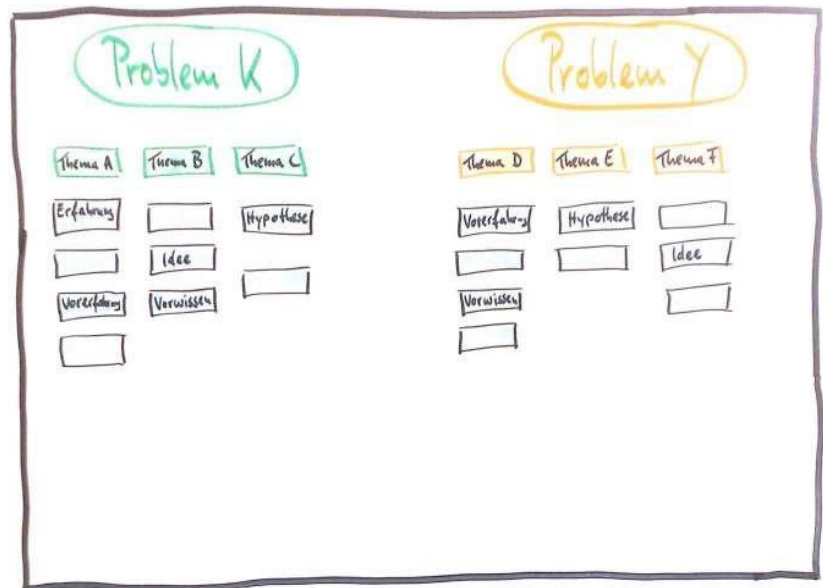 Problem K
Problem Y
Thema A
Thema B
Thema C
Thema D
Thema E
Thema F
Erfahrung
Hypothese
Vorerfahrung
Hypothese
Idee
Idee
Vorerfahrung
Vorwissen
Vorwissen